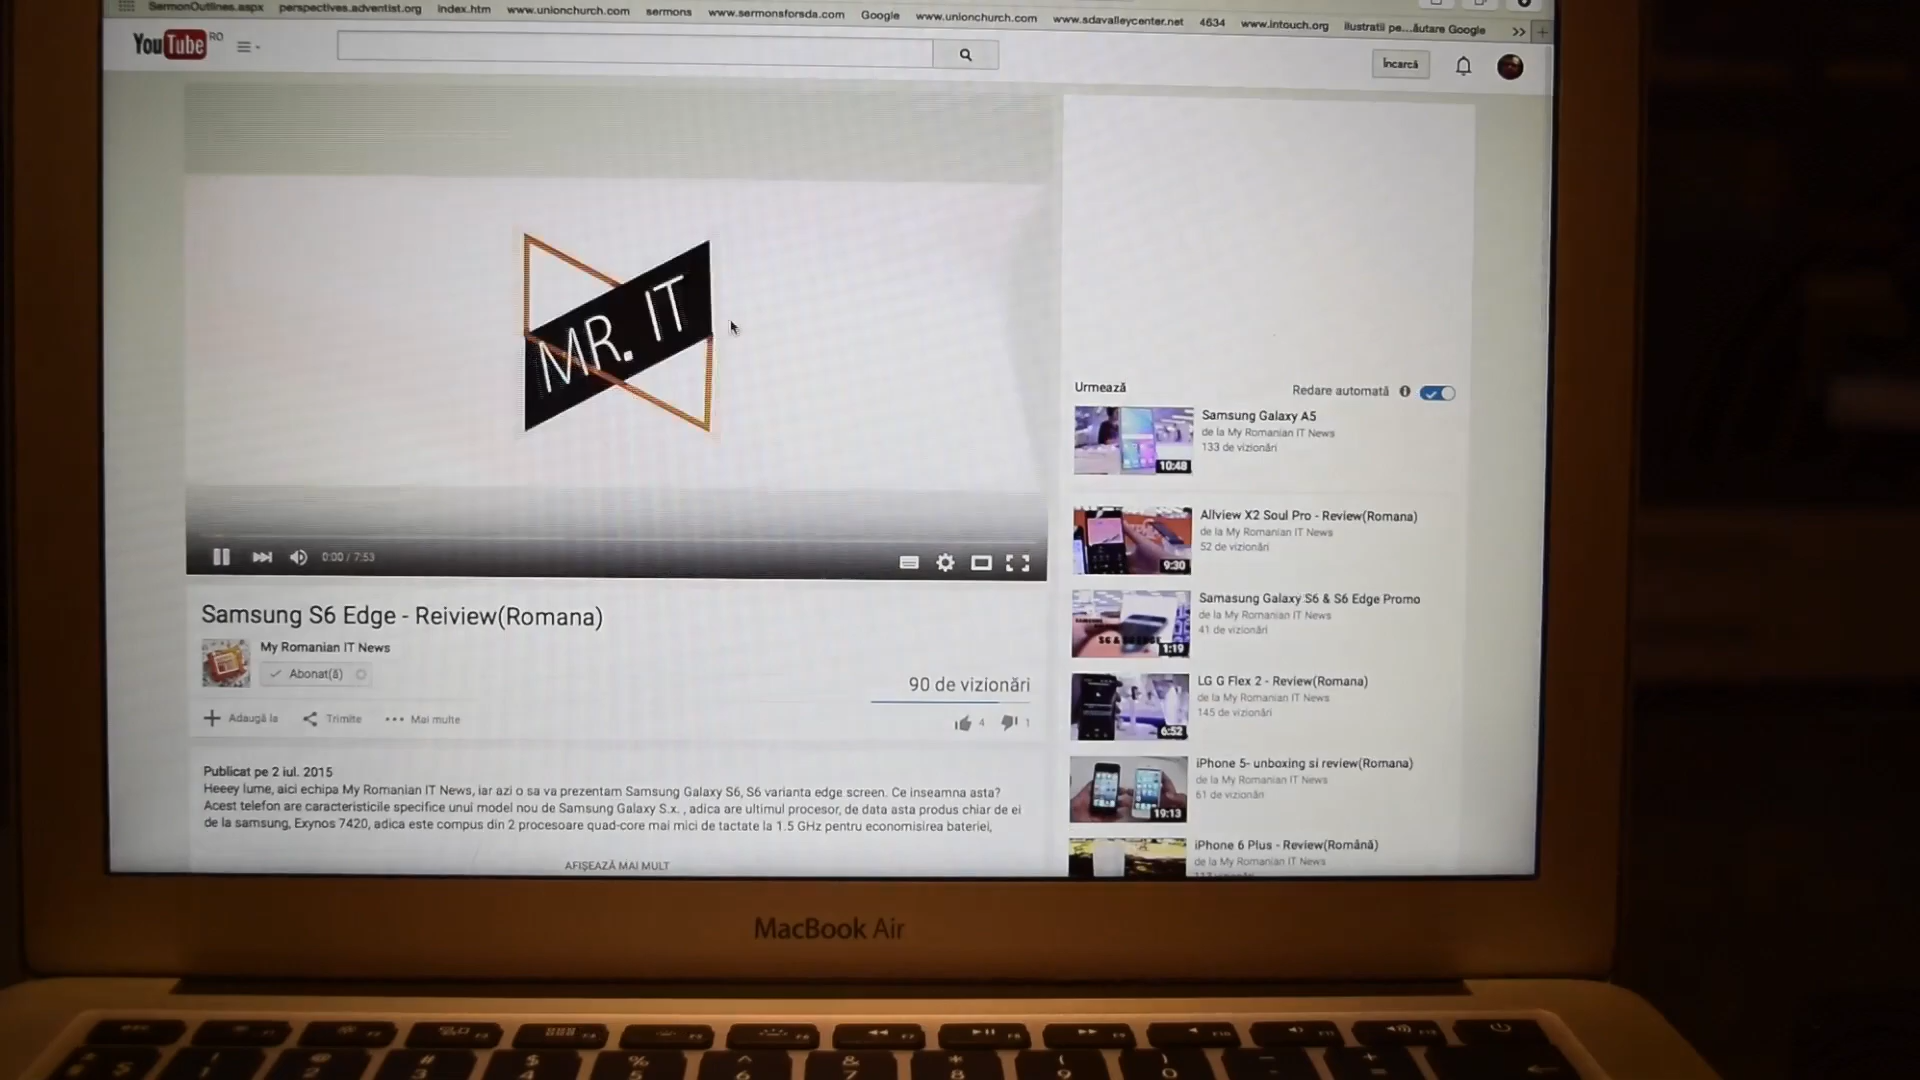 SermonOutlines.aspx perspectives.adventist.org index.htm www.unionchurch.com sermons www.sermonsforsda.com Google www.unionchurch.com www.sdavalleycenter.net 4634 www.intouch.org ilustratii pe...ăutare Google >>
YouTube RO
Încarcă
MR. IT
0:00 / 7:53
Samsung S6 Edge - Reiview(Romana)
My Romanian IT News
Abonat(ă)
90 de vizionări
Adaugă la Trimite Mai multe
4 1
Publicat pe 2 iul. 2015
Heeey lume, aici echipa My Romanian IT News, iar azi o sa va prezentam Samsung Galaxy S6, S6 varianta edge screen. Ce inseamna asta?
Acest telefon are caracteristicile specifice unui model nou de Samsung Galaxy S.x. , adica are ultimul procesor, de data asta produs chiar de ei
de la samsung, Exynos 7420, adica este compus din 2 procesoare quad-core mai mici de tactate la 1.5 GHz pentru economisirea bateriei,
AFIȘEAZĂ MAI MULT
Urmează Redare automată
Samsung Galaxy A5
de la My Romanian IT News
133 de vizionări
10:48
Allview X2 Soul Pro - Review(Romana)
de la My Romanian IT News
52 de vizionări
9:30
Samasung Galaxy S6 & S6 Edge Promo
de la My Romanian IT News
41 de vizionări
1:19
LG G Flex 2 - Review(Romana)
de la My Romanian IT News
145 de vizionări
6:52
iPhone 5- unboxing si review(Romana)
de la My Romanian IT News
61 de vizionări
19:13
iPhone 6 Plus - Review(Română)
de la My Romanian IT News
MacBook Air